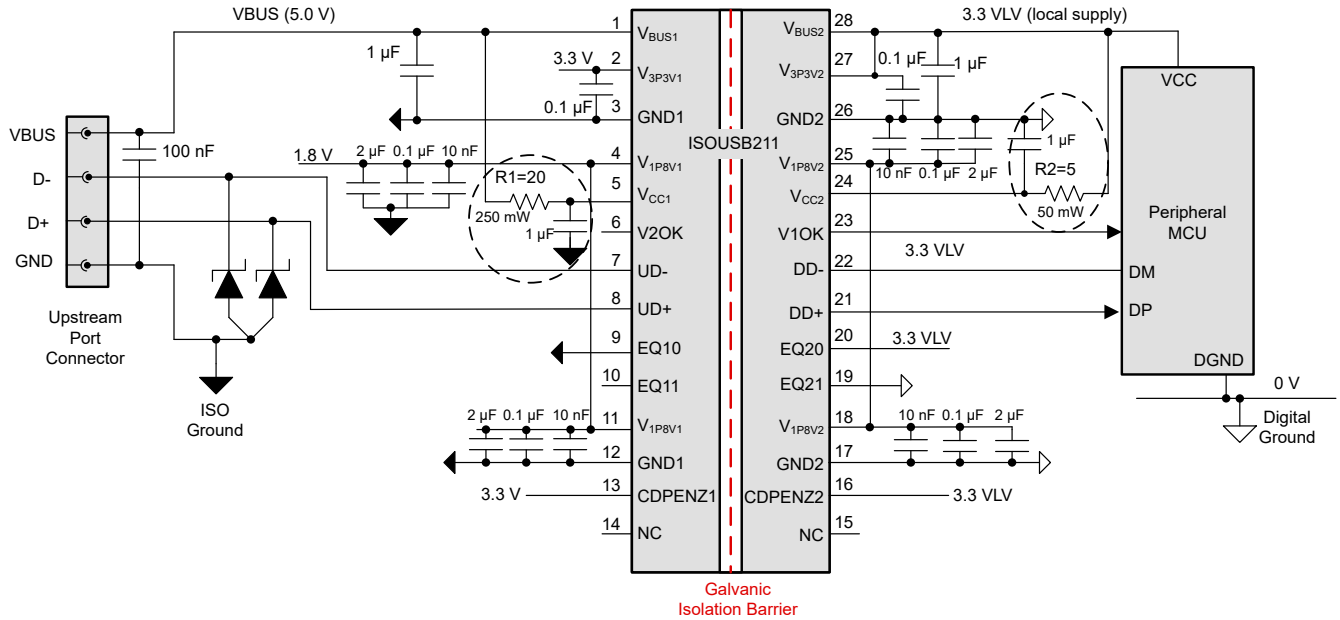 VBUS (5.0 V)
3.3 VLV (local supply)
1 µF
3.3 V
0.1 µF
VBUS
D-
D+
GND
100 nF
Upstream
Port
Connector
ISO
Ground
1.8 V
2 µF 0.1 µF 10 nF
R1=20
250 mW
1 µF
2 µF 0.1 µF 10 nF
3.3 V
1 VBUS1
2 V3P3V1
3 GND1
4 V1P8V1
5 VCC1
6 V2OK
7 UD-
8 UD+
9 EQ10
10 EQ11
11 V1P8V1
12 GND1
13 CDPENZ1
14 NC
ISOUSB211
VBUS2 28
V3P3V2 27
GND2 26
V1P8V2 25
VCC2 24
V1OK 23
DD- 22
DD+ 21
EQ20 20
EQ21 19
V1P8V2 18
GND2 17
CDPENZ2 16
NC 15
0.1 µF
1 µF
10 nF 0.1 µF 2 µF
1 µF
R2=5
50 mW
3.3 VLV
3.3 VLV
10 nF 0.1 µF 2 µF
3.3 VLV
VCC
Peripheral
MCU
DM
DP
DGND
0 V
Digital
Ground
Galvanic
Isolation Barrier